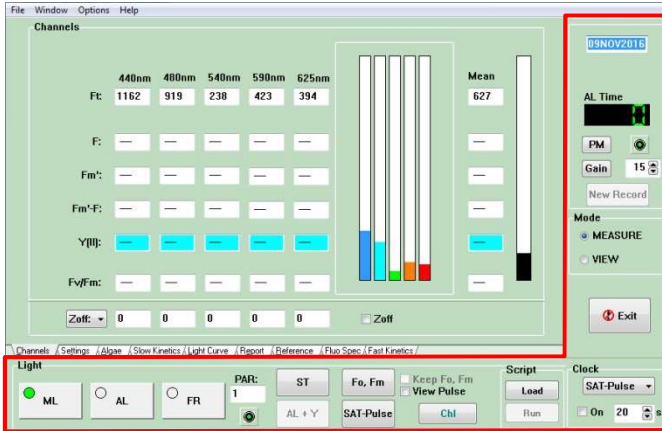 File Window Options Help
Channels
440nm 480nm 540nm 590nm 625nm Mean
Ft: 1162 919 238 423 394 627
F: — — — — — —
Fm': — — — — — —
Fm'-F: — — — — — —
Y(II): — — — — — —
Fv/Fm: — — — — — —
Zoff: 0 0 0 0 0 Zoff
Channels Settings Algae Slow Kinetics Light Curve Report Reference Fluo Spec Fast Kinetics
09NOV2016
AL Time
0
PM
Gain 15
New Record
Mode
MEASURE
VIEW
Exit
Light
ML AL FR
PAR:
1
ST
AL + Y
Fo, Fm
SAT-Pulse
Keep Fo, Fm
View Pulse
Chl
Script
Load
Run
Clock
SAT-Pulse
On 20 s